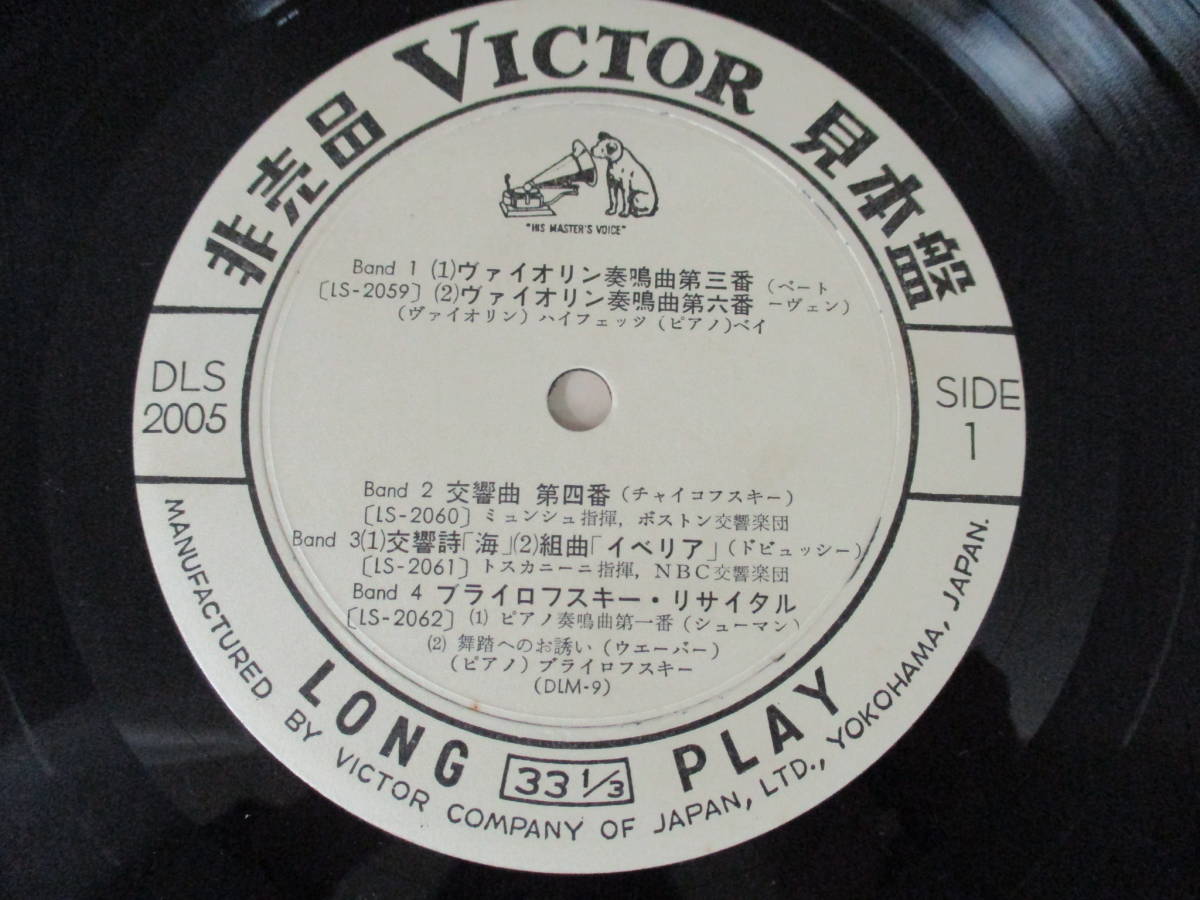 非売品 VICTOR 見本盤
"HIS MASTER'S VOICE"
Band 1 (1)ヴァイオリン奏鳴曲第三番 (ベート
〔LS-2059〕 (2)ヴァイオリン奏鳴曲第六番 ーヴェン)
(ヴァイオリン) ハイフェッツ (ピアノ)ベイ
DLS
2005
SIDE
1
Band 2 交響曲 第四番 (チャイコフスキー)
〔LS-2060〕 ミュンシュ指揮, ボストン交響楽団
Band 3(1)交響詩「海」(2)組曲「イベリア」(ドビュッシー)
〔LS-2061〕 トスカニーニ指揮, NBC交響楽団
Band 4 ブライロフスキー・リサイタル
〔LS-2062〕 (1) ピアノ奏鳴曲第一番 (シューマン)
(2) 舞踏へのお誘い (ウエーバー)
(ピアノ) ブライロフスキー
(DLM-9)
LONG 33 1/3 PLAY
MANUFACTURED BY VICTOR COMPANY OF JAPAN, LTD., YOKOHAMA, JAPAN.